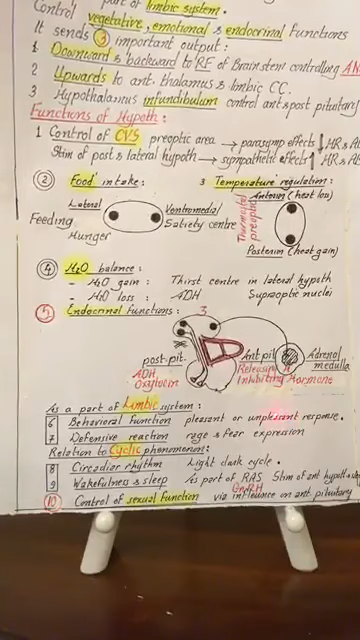 part of limbic system.
Control vegetative, emotional & endocrinal functions
It sends 3 important output:
1 Downward & backward to RF of Brainstem controlling AN
2 Upwards to ant. thalamus & limbic CC.
3 Hypothalamus infundibulum control ant & post pituitary
Functions of Hypoth:
1 Control of CVS preoptic area → parasymp effects ↓ HR &
Stim of post & lateral hypoth → sympathetic effects ↑ HR &
2 Food intake:
3 Temperature regulation:
Anterior (heat loss)
Lateral
Feeding
Hunger
Ventromedial
Satiety centre
Thermostat
preoptic
Posterior (heat gain)
4 H2O balance:
- H2O gain: Thirst centre in lateral hypoth
- H2O loss: ADH Supraoptic nuclei
5 Endocrinal functions:
3
post-pit.
ADH
Oxytocin
Ant pit
Releasing
Inhibiting Hormone
Adrenal
medulla
As a part of Limbic system:
6 Behavioral Function pleasant or unpleasant response.
7 Defensive reaction rage & fear expression
Relation to Cyclic phenomenon:
8 Circadior rhythm Light dark cycle.
9 Wakefulness & sleep As part of RAS Stim of ant hypoth → sleep
GnRH
10 Control of sexual function via influence on ant pituitary